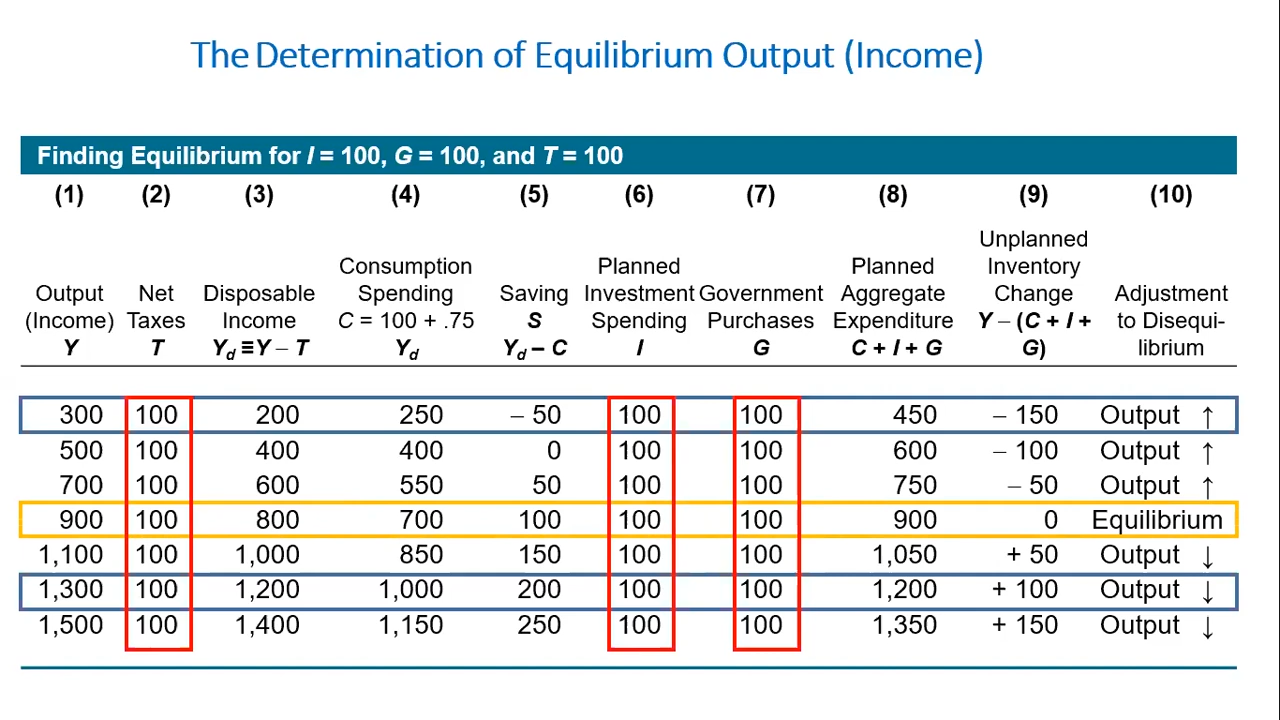 The Determination of Equilibrium Output (Income)
Finding Equilibrium for I = 100, G = 100, and T = 100
(1) (2) (3) (4) (5) (6) (7) (8) (9) (10)
Unplanned
Consumption Planned Planned Inventory
Output Net Disposable Spending Saving Investment Government Aggregate Change Adjustment
(Income) Taxes Income C = 100 + .75 S Spending Purchases Expenditure Y – (C + I + to Disequi-
Y T Yd ≡ Y – T Yd Yd – C I G C + I + G G) librium
300 100 200 250 – 50 100 100 450 – 150 Output ↑
500 100 400 400 0 100 100 600 – 100 Output ↑
700 100 600 550 50 100 100 750 – 50 Output ↑
900 100 800 700 100 100 100 900 0 Equilibrium
1,100 100 1,000 850 150 100 100 1,050 + 50 Output ↓
1,300 100 1,200 1,000 200 100 100 1,200 + 100 Output ↓
1,500 100 1,400 1,150 250 100 100 1,350 + 150 Output ↓